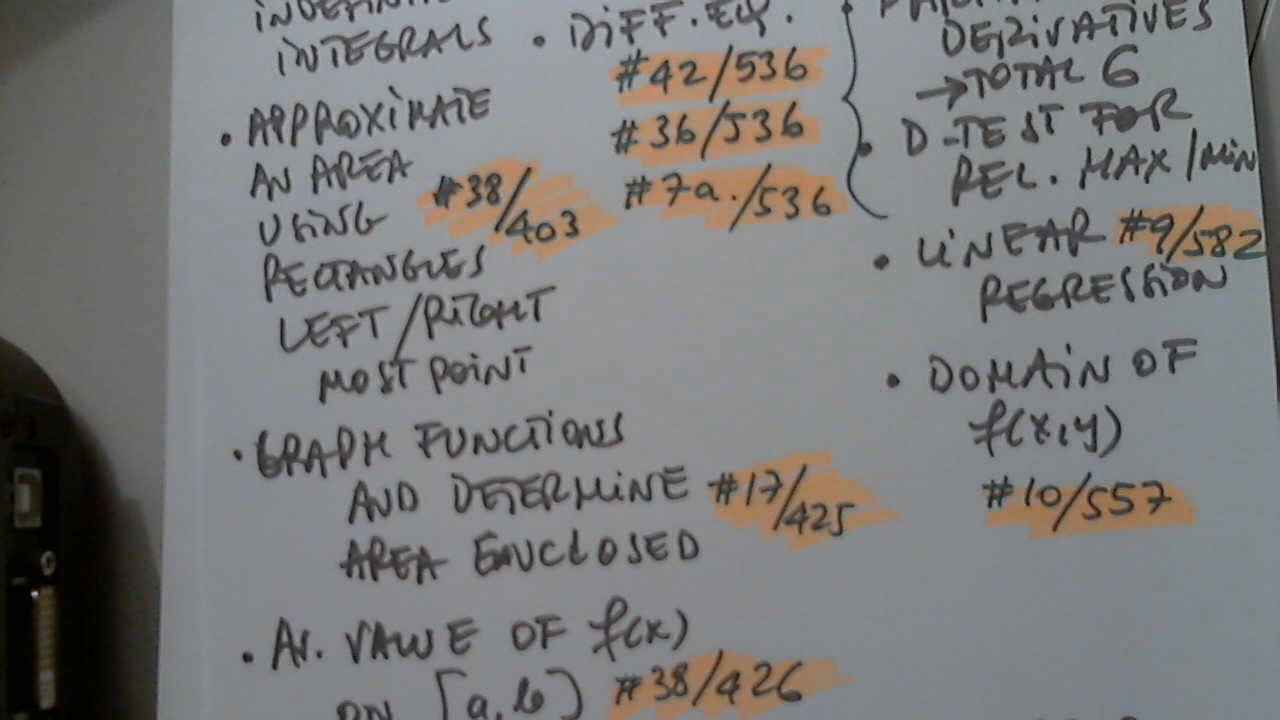 INTEGRALS
• APPROXIMATE
AN AREA
USING #38/403
RECTANGLES
LEFT/RIGHT
MOST POINT
• GRAPH FUNCTIONS
AND DETERMINE #17/425
AREA ENCLOSED
• AV. VALUE OF f(x)
ON [a,b] #38/426
• DIFF. EQ.
#42/536
#36/536
#7a./536
DERIVATIVES
→TOTAL 6
• D-TEST FOR
REL. MAX/MIN
• LINEAR #9/582
REGRESSION
• DOMAIN OF
f(x,y)
#10/557